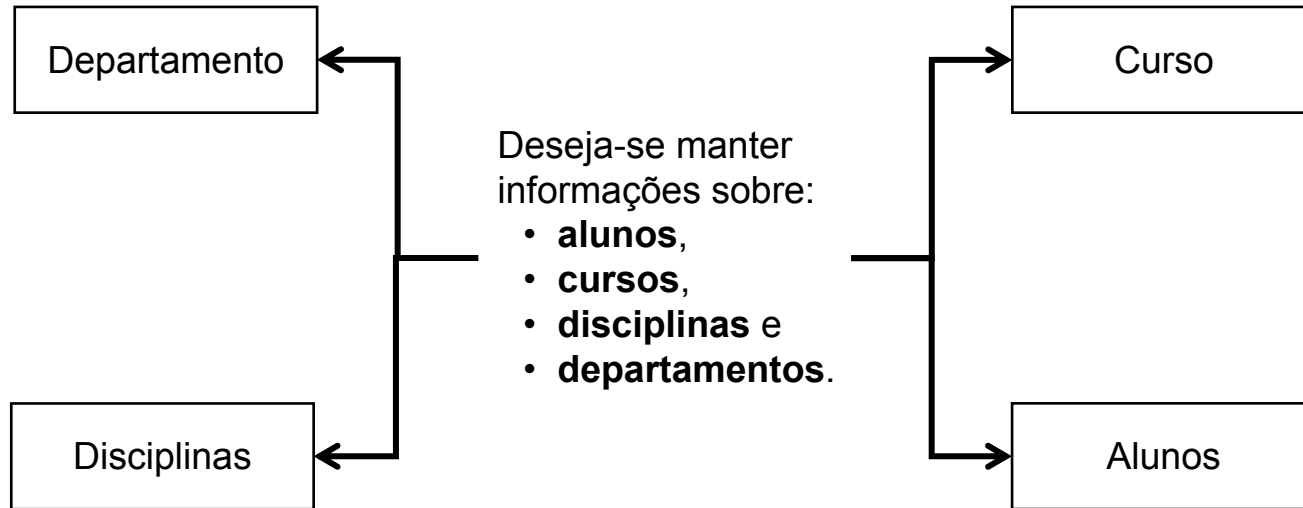 Departamento
Curso
Deseja-se manter
informações sobre:
• alunos,
• cursos,
• disciplinas e
• departamentos.
Disciplinas
Alunos